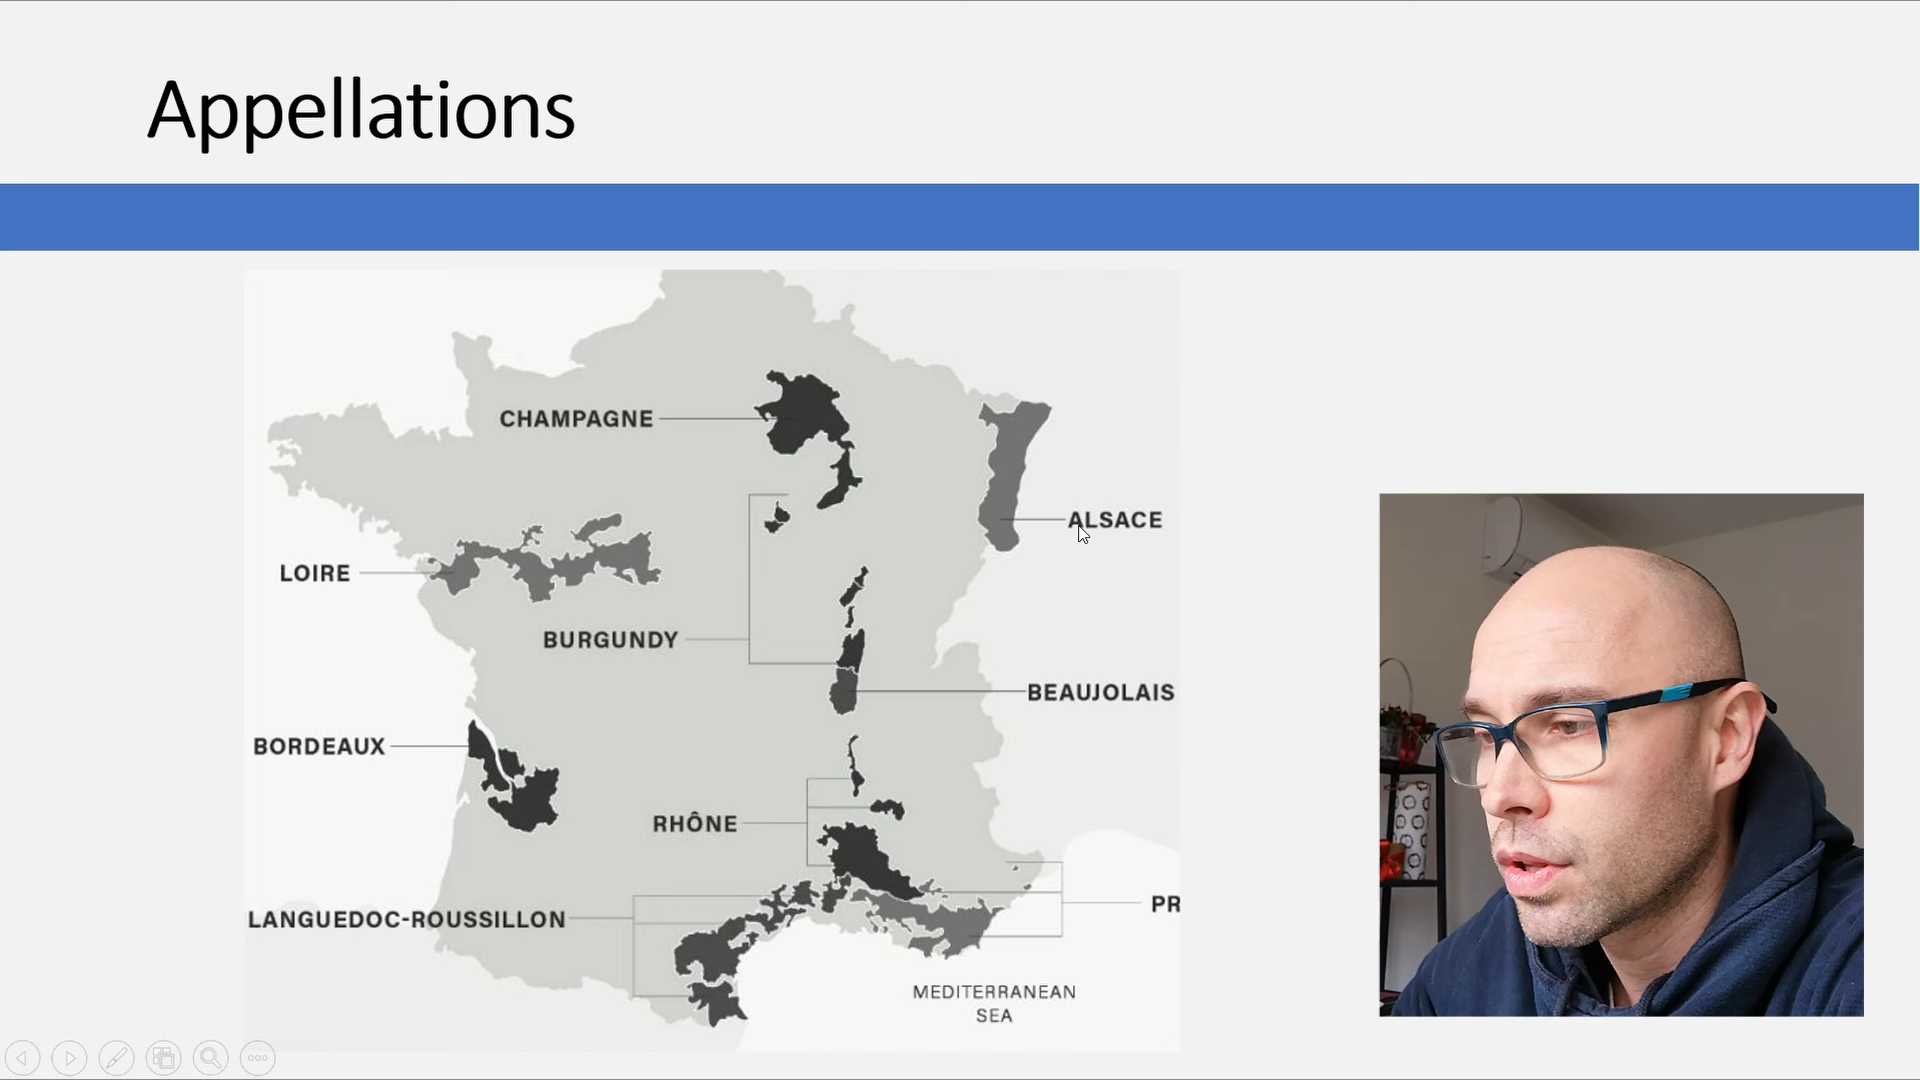 Appellations
CHAMPAGNE
ALSACE
LOIRE
BURGUNDY
BEAUJOLAIS
BORDEAUX
RHÔNE
PR
LANGUEDOC-ROUSSILLON
MEDITERRANEAN
SEA